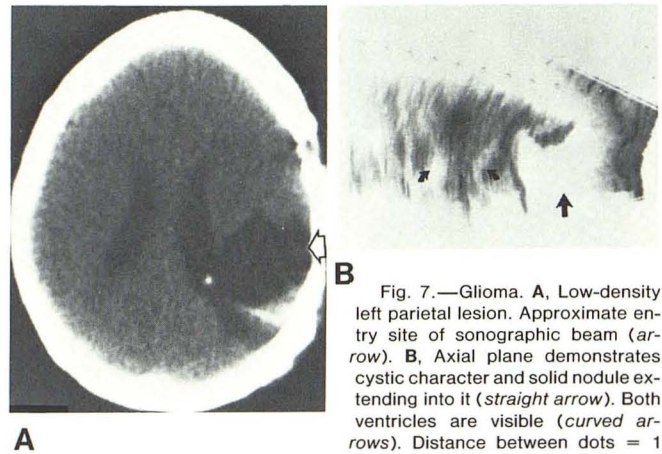 A
B
Fig. 7.—Glioma. A, Low-density
left parietal lesion. Approximate en-
try site of sonographic beam (ar-
row). B, Axial plane demonstrates
cystic character and solid nodule ex-
tending into it (straight arrow). Both
ventricles are visible (curved ar-
rows). Distance between dots = 1